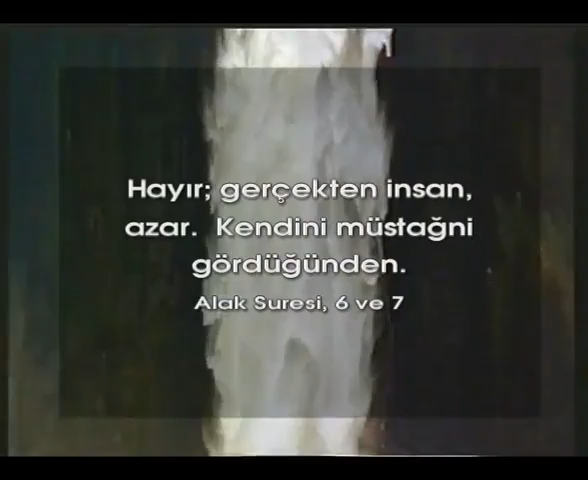 Hayır; gerçekten insan,
azar. Kendini müstağni
gördüğünden.
Alak Suresi, 6 ve 7